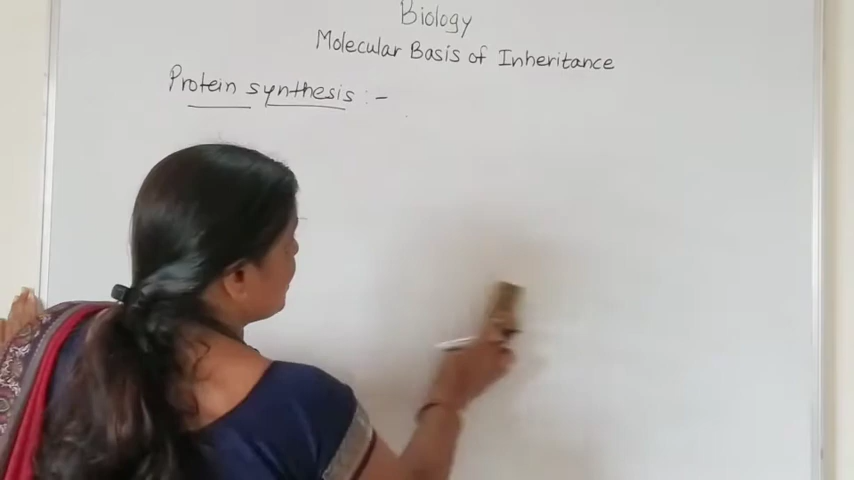 Biology
Molecular Basis of Inheritance
Protein synthesis :-